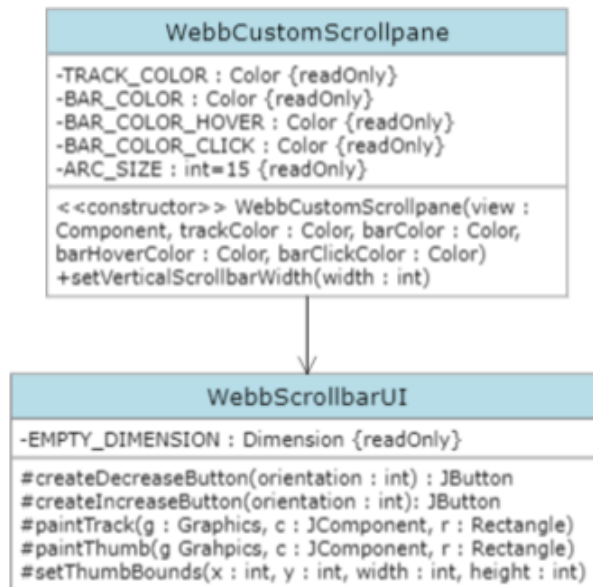 WebbCustomScrollpane
-TRACK_COLOR : Color {readOnly}
-BAR_COLOR : Color {readOnly}
-BAR_COLOR_HOVER : Color {readOnly}
-BAR_COLOR_CLICK : Color {readOnly}
-ARC_SIZE : int=15 {readOnly}
<<constructor>> WebbCustomScrollpane(view :
Component, trackColor : Color, barColor : Color,
barHoverColor : Color, barClickColor : Color)
+setVerticalScrollbarWidth(width : int)
WebbScrollbarUI
-EMPTY_DIMENSION : Dimension {readOnly}
#createDecreaseButton(orientation : int) : JButton
#createIncreaseButton(orientation : int): JButton
#paintTrack(g : Graphics, c : JComponent, r : Rectangle)
#paintThumb(g Grahpics, c : JComponent, r : Rectangle)
#setThumbBounds(x : int, y : int, width : int, height : int)